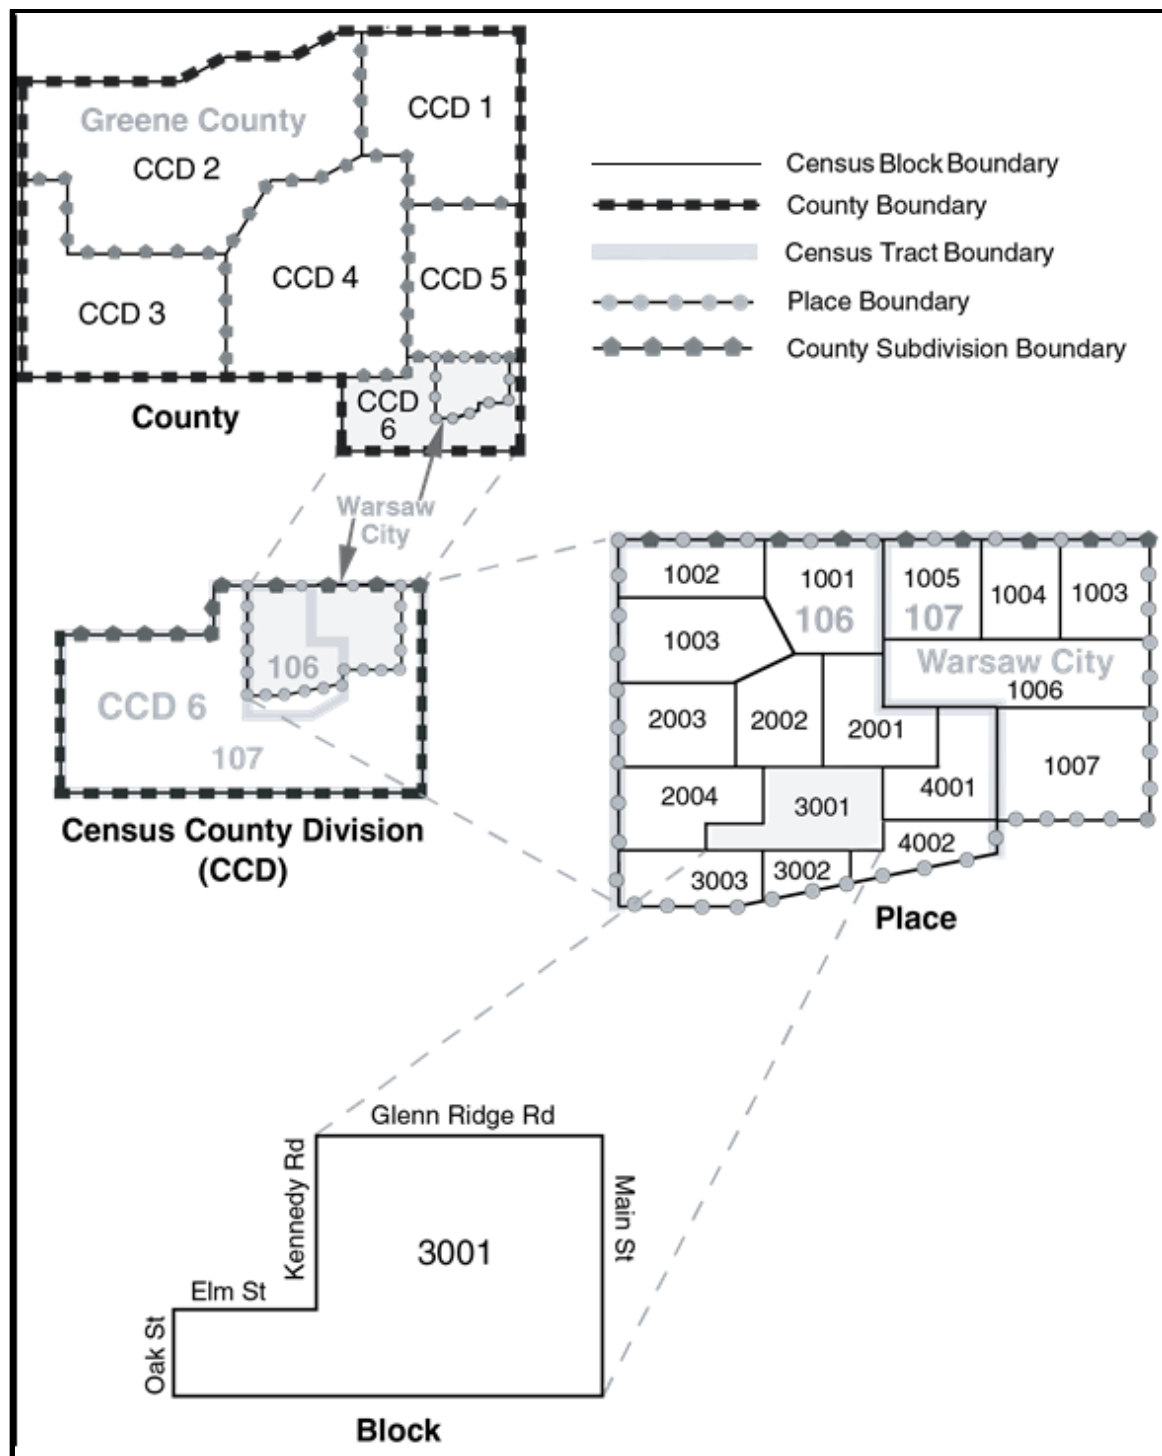 CCD 1
Greene County
CCD 2
CCD 4
CCD 5
CCD 3
County
CCD
6
Census Block Boundary
County Boundary
Census Tract Boundary
Place Boundary
County Subdivision Boundary
Warsaw
City
106
CCD 6
107
Census County Division
(CCD)
1002
1001
1005
1004
1003
106
107
1003
Warsaw City
1006
2003
2002
2001
1007
2004
3001
4001
4002
3003
3002
Place
Glenn Ridge Rd
Kennedy Rd
Main St
3001
Elm St
Oak St
Block